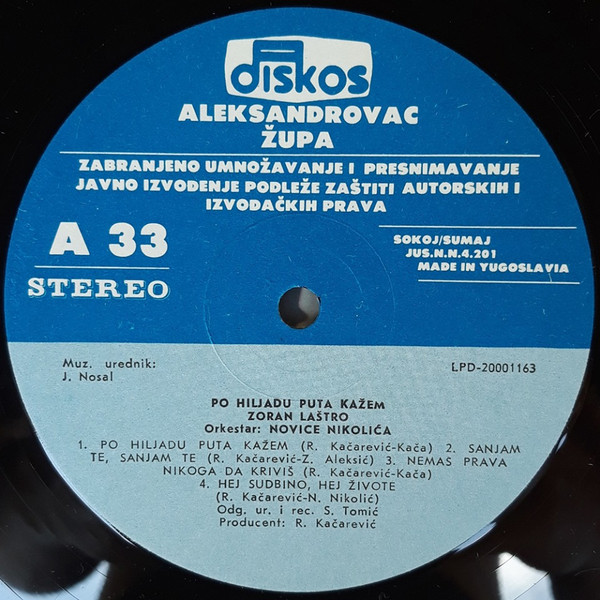 diskos
ALEKSANDROVAC
ŽUPA
ZABRANJENO UMNOŽAVANJE I PRESNIMAVANJE
JAVNO IZVOĐENJE PODLEŽE ZAŠTITI AUTORSKIH I
IZVOĐAČKIH PRAVA
A 33
STEREO
SOKOJ/SUMAJ
JUS.N.N.4.201
MADE IN YUGOSLAVIA
Muz. urednik:
J. Nosal
LPD-20001163
PO HILJADU PUTA KAŽEM
ZORAN LAŠTRO
Orkestar: NOVICE NIKOLIĆA
1. PO HILJADU PUTA KAŽEM (R. Kačarević-Kača) 2. SANJAM
TE, SANJAM TE (R. Kačarević-Z. Aleksić) 3. NEMAS PRAVA
NIKOGA DA KRIVIŠ (R. Kačarević-Kača)
4. HEJ SUDBINO, HEJ ŽIVOTE
(R. Kačarević-N. Nikolić)
Odg. ur. i rec. S. Tomić
Producent: R. Kačarević